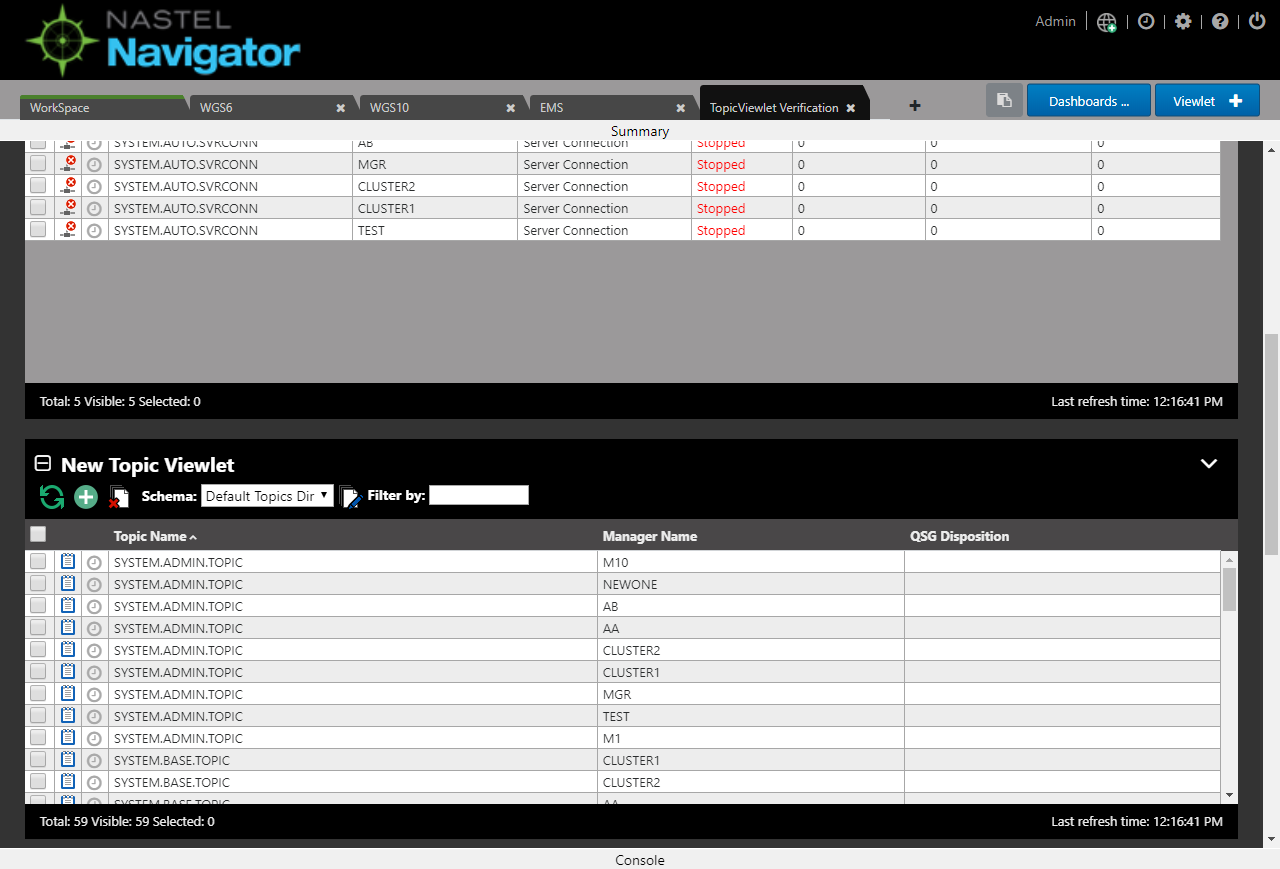 NASTEL
Navigator
Admin
WorkSpace
WGS6
WGS10
EMS
TopicViewlet Verification
Dashboards ...
Viewlet
Summary
SYSTEM.AUTO.SVRCONN AB Server Connection Stopped 0 0 0
SYSTEM.AUTO.SVRCONN MGR Server Connection Stopped 0 0 0
SYSTEM.AUTO.SVRCONN CLUSTER2 Server Connection Stopped 0 0 0
SYSTEM.AUTO.SVRCONN CLUSTER1 Server Connection Stopped 0 0 0
SYSTEM.AUTO.SVRCONN TEST Server Connection Stopped 0 0 0
Total: 5 Visible: 5 Selected: 0 Last refresh time: 12:16:41 PM
New Topic Viewlet
Schema: Default Topics Dir Filter by:
Topic Name Manager Name QSG Disposition
SYSTEM.ADMIN.TOPIC M10
SYSTEM.ADMIN.TOPIC NEWONE
SYSTEM.ADMIN.TOPIC AB
SYSTEM.ADMIN.TOPIC AA
SYSTEM.ADMIN.TOPIC CLUSTER2
SYSTEM.ADMIN.TOPIC CLUSTER1
SYSTEM.ADMIN.TOPIC MGR
SYSTEM.ADMIN.TOPIC TEST
SYSTEM.ADMIN.TOPIC M1
SYSTEM.BASE.TOPIC CLUSTER1
SYSTEM.BASE.TOPIC CLUSTER2
SYSTEM.BASE.TOPIC AA
Total: 59 Visible: 59 Selected: 0 Last refresh time: 12:16:41 PM
Console